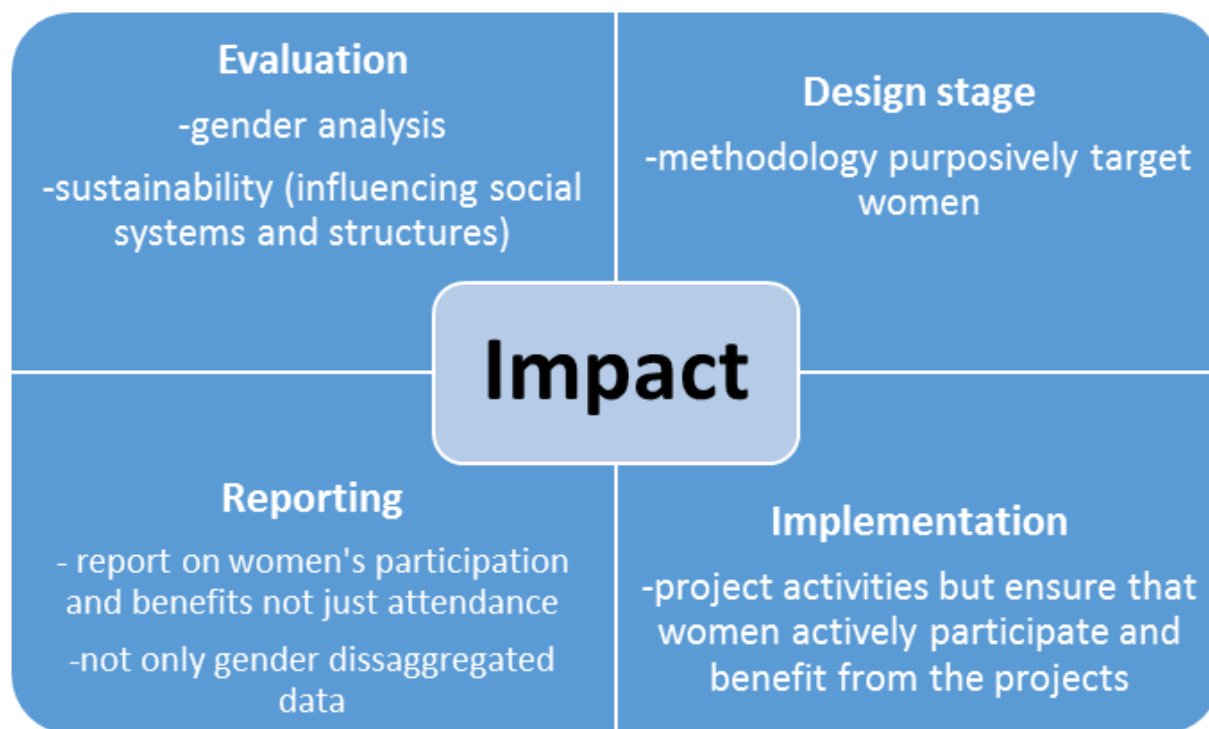 Evaluation
-gender analysis
-sustainability (influencing social
systems and structures)
Design stage
-methodology purposively target
women
Impact
Reporting
- report on women's participation
and benefits not just attendance
-not only gender dissaggregated
data
Implementation
-project activities but ensure that
women actively participate and
benefit from the projects